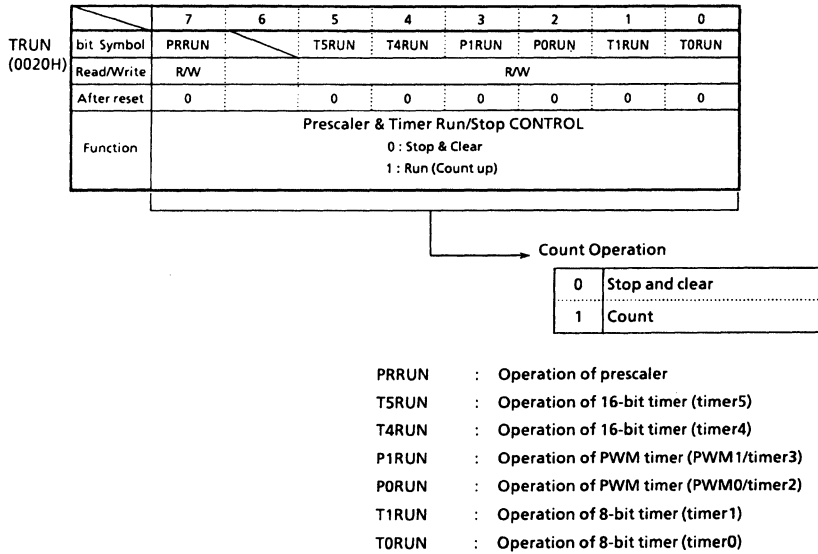 7 6 5 4 3 2 1 0
TRUN (0020H)
bit Symbol PRRUN T5RUN T4RUN P1RUN P0RUN T1RUN T0RUN
Read/Write R/W R/W
After reset 0 0 0 0 0 0 0
Function
Prescaler & Timer Run/Stop CONTROL
0 : Stop & Clear
1 : Run (Count up)
Count Operation
0 Stop and clear
1 Count
PRRUN : Operation of prescaler
T5RUN : Operation of 16-bit timer (timer5)
T4RUN : Operation of 16-bit timer (timer4)
P1RUN : Operation of PWM timer (PWM1/timer3)
P0RUN : Operation of PWM timer (PWM0/timer2)
T1RUN : Operation of 8-bit timer (timer1)
T0RUN : Operation of 8-bit timer (timer0)